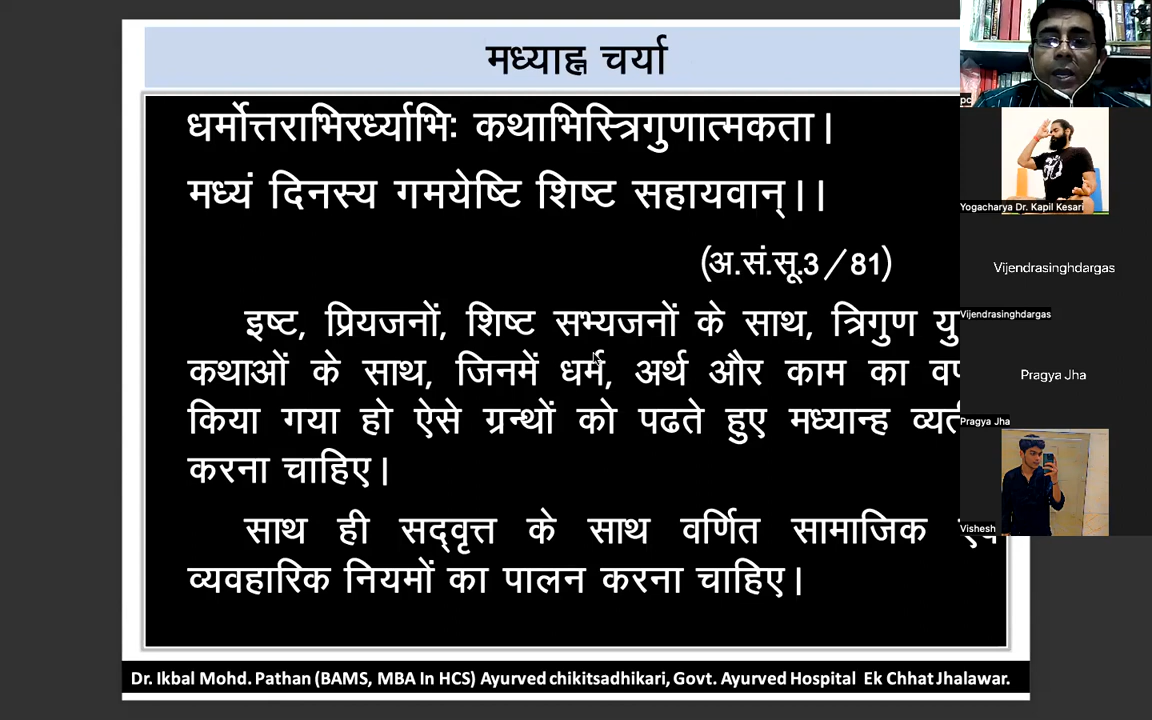 मध्याह्न चर्या
धर्मोत्तराभिरर्ध्याभिः कथाभिस्त्रिगुणात्मकता।
मध्यं दिनस्य गमयेष्टि शिष्ट सहायवान्।।
(अ.सं.सू.3/81)
इष्ट, प्रियजनों, शिष्ट सभ्यजनों के साथ, त्रिगुण
कथाओं के साथ, जिनमें धर्म, अर्थ और काम का
किया गया हो ऐसे ग्रन्थों को पढते हुए मध्यान्ह
करना चाहिए।
साथ ही सद्वृत्त के साथ वर्णित सामाजिक
व्यवहारिक नियमों का पालन करना चाहिए।
Dr. Ikbal Mohd. Pathan (BAMS, MBA In HCS) Ayurved chikitsadhikari, Govt. Ayurved Hospital Ek Chhat Jhalawar.
pc
Yogacharya Dr. Kapil Kesari
Vijendrasinghdargas
Vijendrasinghdargas
Pragya Jha
Pragya Jha
Vishesh